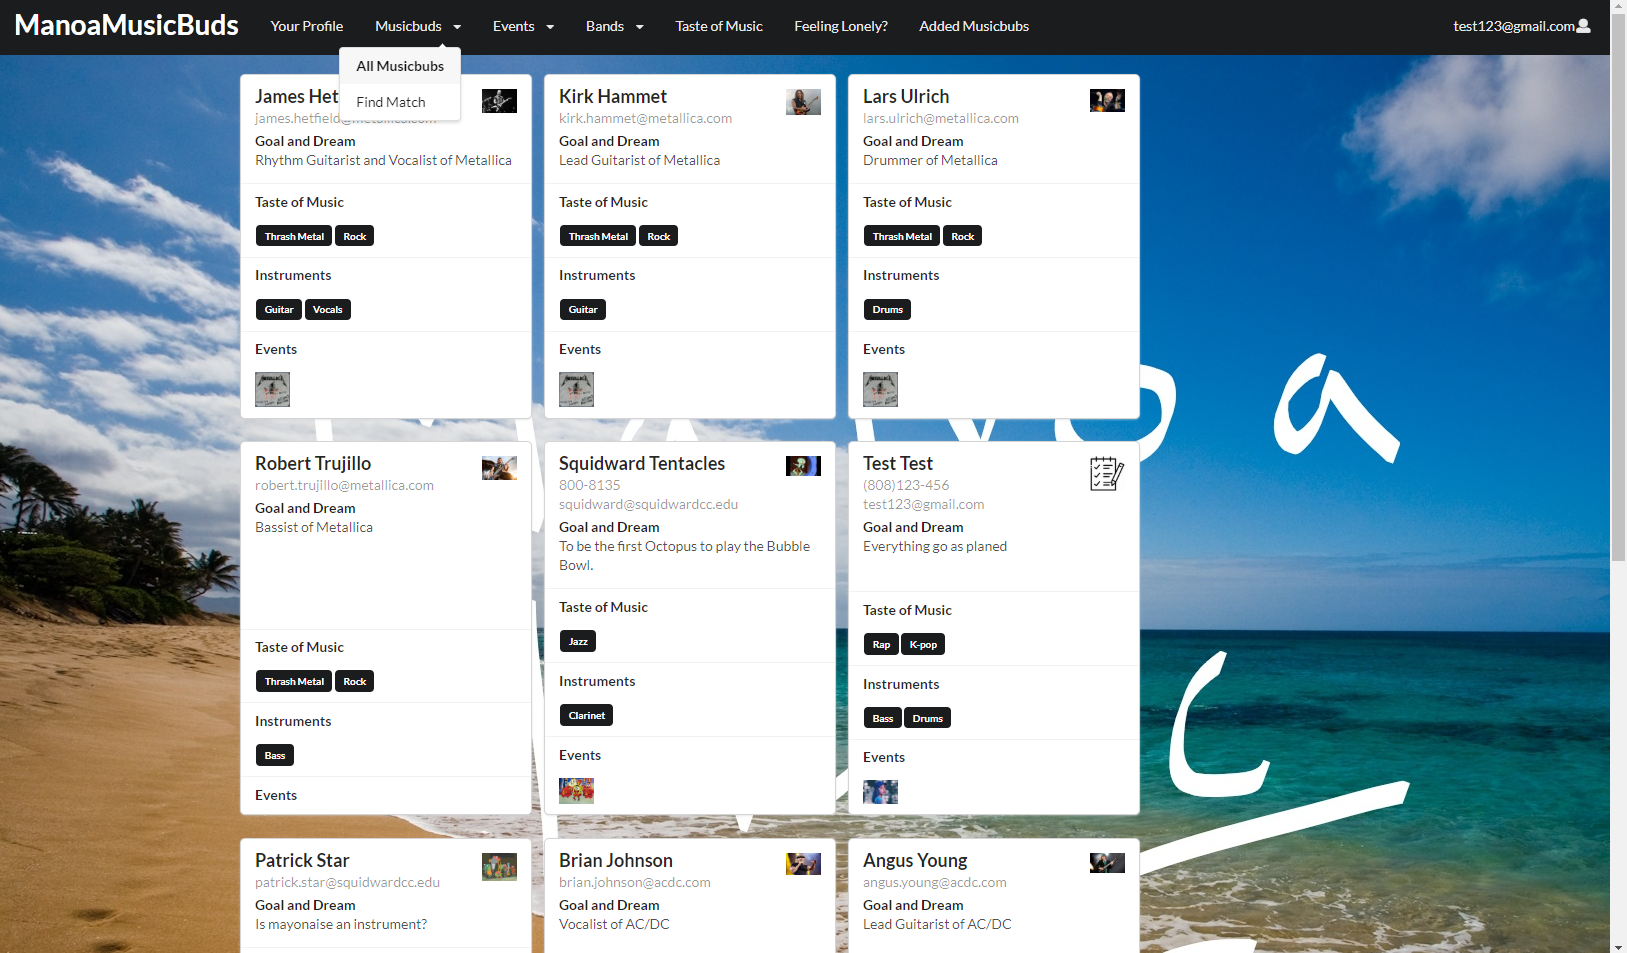 ManoaMusicBuds Your Profile Musicbuds Events Bands Taste of Music Feeling Lonely? Added Musicbubs test123@gmail.com
All Musicbubs
Find Match
James Het
james.hetfield@metallica.com
Goal and Dream
Rhythm Guitarist and Vocalist of Metallica
Taste of Music
Thrash Metal Rock
Instruments
Guitar Vocals
Events
Kirk Hammet
kirk.hammet@metallica.com
Goal and Dream
Lead Guitarist of Metallica
Taste of Music
Thrash Metal Rock
Instruments
Guitar
Events
Lars Ulrich
lars.ulrich@metallica.com
Goal and Dream
Drummer of Metallica
Taste of Music
Thrash Metal Rock
Instruments
Drums
Events
Robert Trujillo
robert.trujillo@metallica.com
Goal and Dream
Bassist of Metallica
Taste of Music
Thrash Metal Rock
Instruments
Bass
Events
Squidward Tentacles
800-8135
squidward@squidwardcc.edu
Goal and Dream
To be the first Octopus to play the Bubble
Bowl.
Taste of Music
Jazz
Instruments
Clarinet
Events
Test Test
(808)123-456
test123@gmail.com
Goal and Dream
Everything go as planed
Taste of Music
Rap K-pop
Instruments
Bass Drums
Events
Patrick Star
patrick.star@squidwardcc.edu
Goal and Dream
Is mayonaise an instrument?
Brian Johnson
brian.johnson@acdc.com
Goal and Dream
Vocalist of AC/DC
Angus Young
angus.young@acdc.com
Goal and Dream
Lead Guitarist of AC/DC